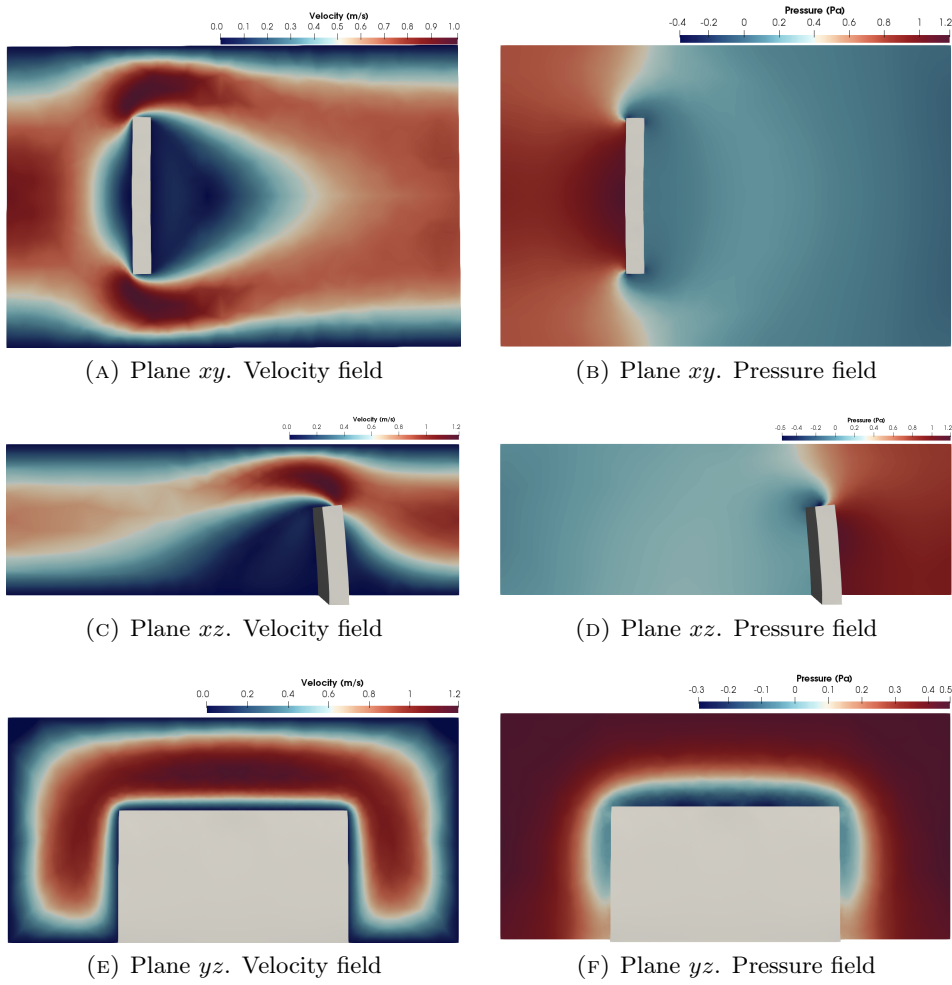 Velocity (m/s)
0.0 0.1 0.2 0.3 0.4 0.5 0.6 0.7 0.8 0.9 1.0
Pressure (Pa)
-0.4 -0.2 0 0.2 0.4 0.6 0.8 1 1.2
(A) Plane xy. Velocity field
(B) Plane xy. Pressure field
Velocity (m/s)
0.0 0.2 0.4 0.6 0.8 1 1.2
Pressure (Pa)
-0.5 -0.4 -0.2 0 0.2 0.4 0.6 0.8 1 1.2
(C) Plane xz. Velocity field
(D) Plane xz. Pressure field
Velocity (m/s)
0.0 0.2 0.4 0.6 0.8 1 1.2
Pressure (Pa)
-0.3 -0.2 -0.1 0 0.1 0.2 0.3 0.4 0.5
(E) Plane yz. Velocity field
(F) Plane yz. Pressure field